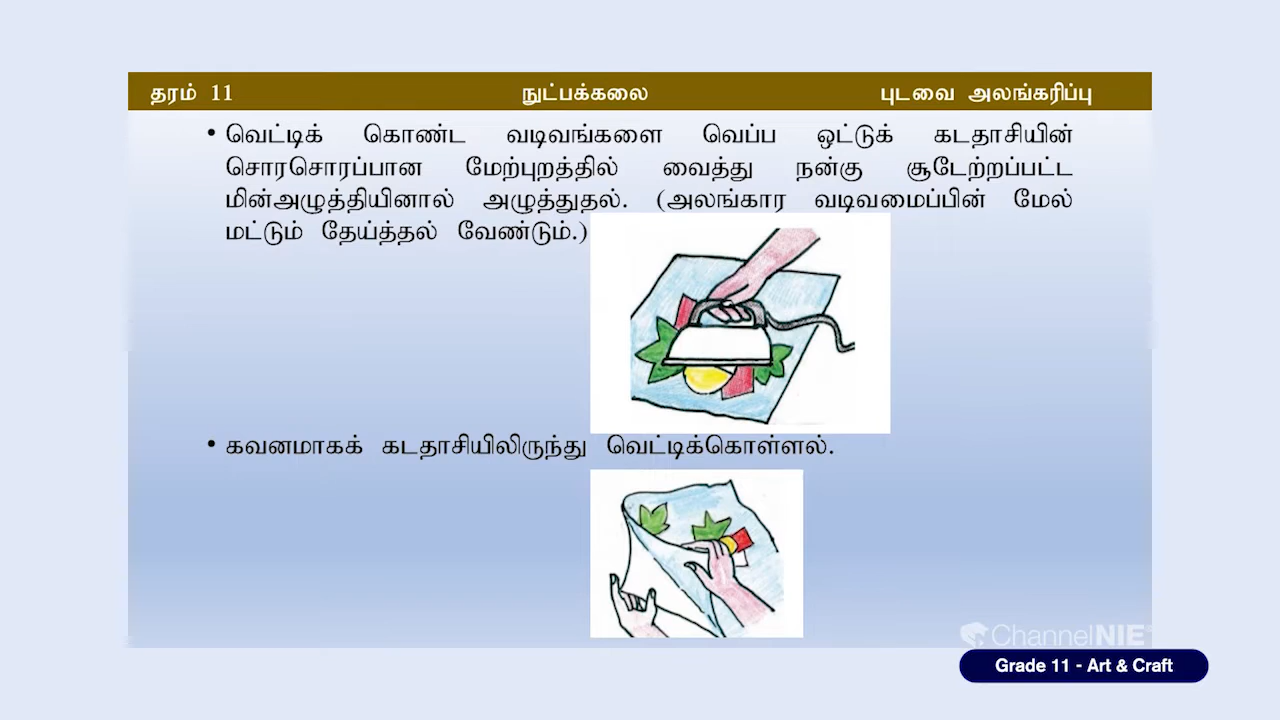 தரம் 11 நுட்பக்கலை புடவை அலங்கரிப்பு
• வெட்டிக் கொண்ட வடிவங்களை வெப்ப ஒட்டுக் கடதாசியின்
சொரசொரப்பான மேற்புறத்தில் வைத்து நன்கு சூடேற்றப்பட்ட
மின்அழுத்தியினால் அழுத்துதல். (அலங்கார வடிவமைப்பின் மேல்
மட்டும் தேய்த்தல் வேண்டும்.)
• கவனமாகக் கடதாசியிலிருந்து வெட்டிக்கொள்ளல்.
ChannelNIE
Grade 11 - Art & Craft